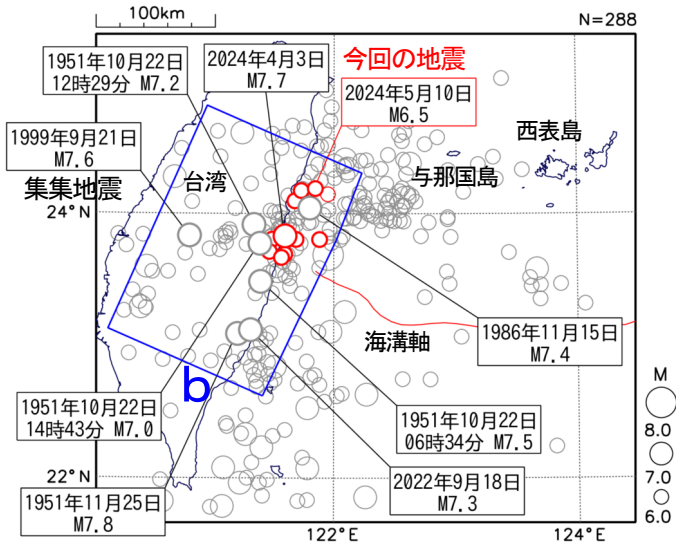 100km
N=288
1951年10月22日
12時29分 M7.2
2024年4月3日
M7.7
今回の地震
2024年5月10日
M6.5
1999年9月21日
M7.6
集集地震
台湾
西表島
与那国島
24°N
海溝軸
1986年11月15日
M7.4
b
1951年10月22日
14時43分 M7.0
1951年10月22日
06時34分 M7.5
M
8.0
7.0
6.0
22°N
2022年9月18日
M7.3
1951年11月25日
M7.8
122°E
124°E